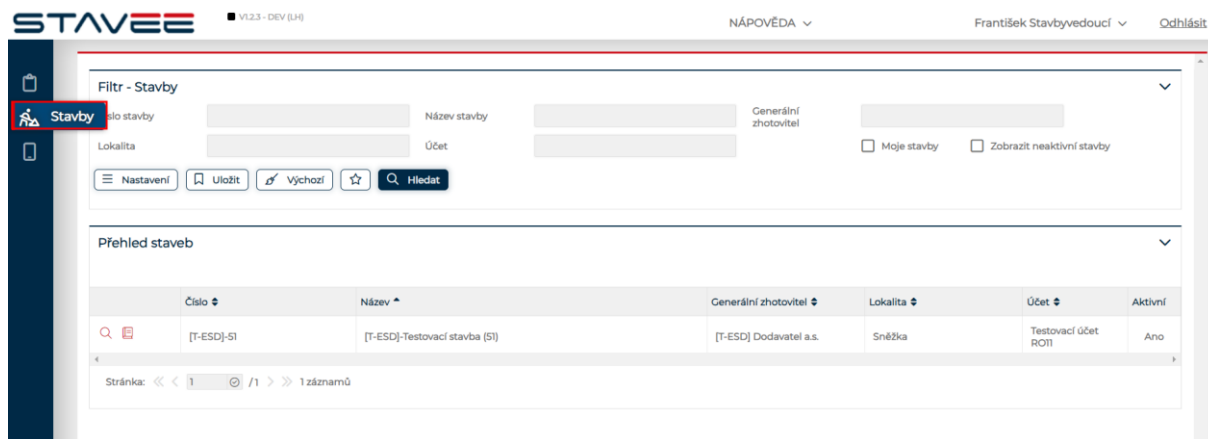 STAVEE
V1.2.3 - DEV (LH)
NÁPOVĚDA
František Stavbyvedoucí
Odhlásit
Stavby
Filtr - Stavby
íslo stavby
Název stavby
Generální
zhotovitel
Lokalita
Účet
Moje stavby
Zobrazit neaktivní stavby
Nastavení
Uložit
Výchozí
Hledat
Přehled staveb
Číslo
Název
Generální zhotovitel
Lokalita
Účet
Aktivní
[T-ESD]-51
[T-ESD]-Testovací stavba (51)
[T-ESD] Dodavatel a.s.
Sněžka
Testovací účet
RO11
Ano
Stránka:
1
/1
1 záznamů